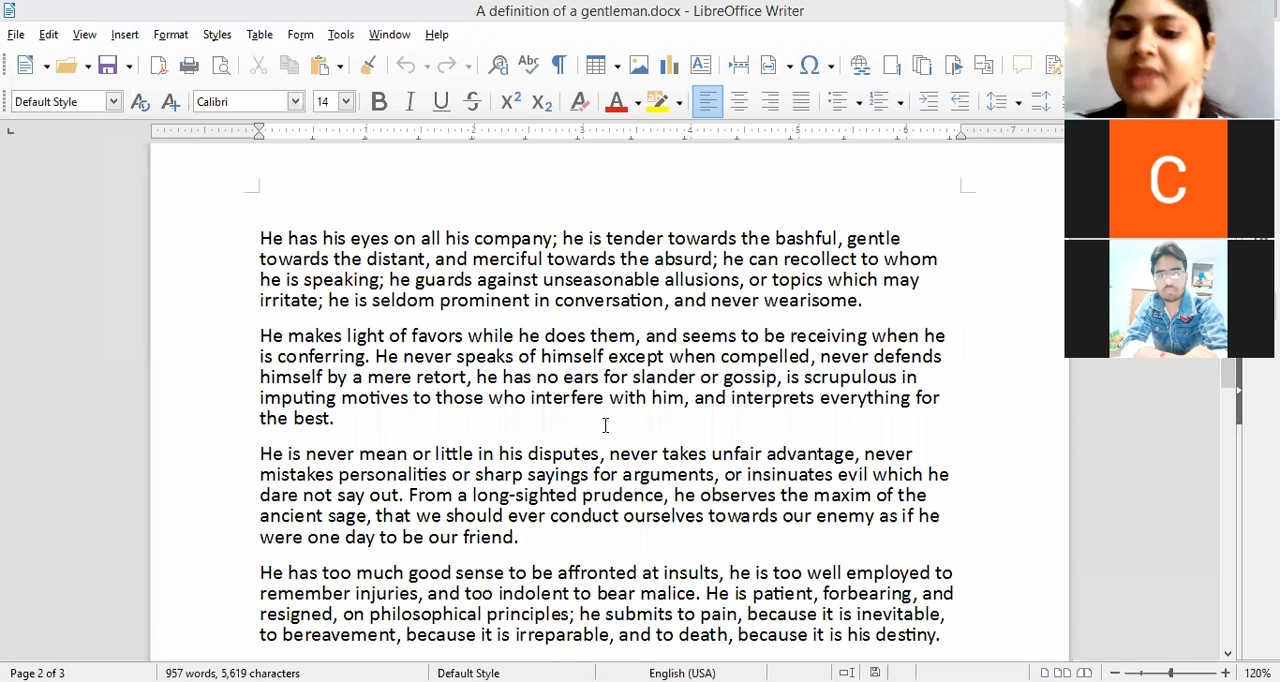 A definition of a gentleman.docx - LibreOffice Writer
File Edit View Insert Format Styles Table Form Tools Window Help
Default Style Calibri 14
1 2 3 4 5 6 7
C
He has his eyes on all his company; he is tender towards the bashful, gentle
towards the distant, and merciful towards the absurd; he can recollect to whom
he is speaking; he guards against unseasonable allusions, or topics which may
irritate; he is seldom prominent in conversation, and never wearisome.
He makes light of favors while he does them, and seems to be receiving when he
is conferring. He never speaks of himself except when compelled, never defends
himself by a mere retort, he has no ears for slander or gossip, is scrupulous in
imputing motives to those who interfere with him, and interprets everything for
the best.
He is never mean or little in his disputes, never takes unfair advantage, never
mistakes personalities or sharp sayings for arguments, or insinuates evil which he
dare not say out. From a long-sighted prudence, he observes the maxim of the
ancient sage, that we should ever conduct ourselves towards our enemy as if he
were one day to be our friend.
He has too much good sense to be affronted at insults, he is too well employed to
remember injuries, and too indolent to bear malice. He is patient, forbearing, and
resigned, on philosophical principles; he submits to pain, because it is inevitable,
to bereavement, because it is irreparable, and to death, because it is his destiny.
Page 2 of 3 957 words, 5,619 characters Default Style English (USA) 120%